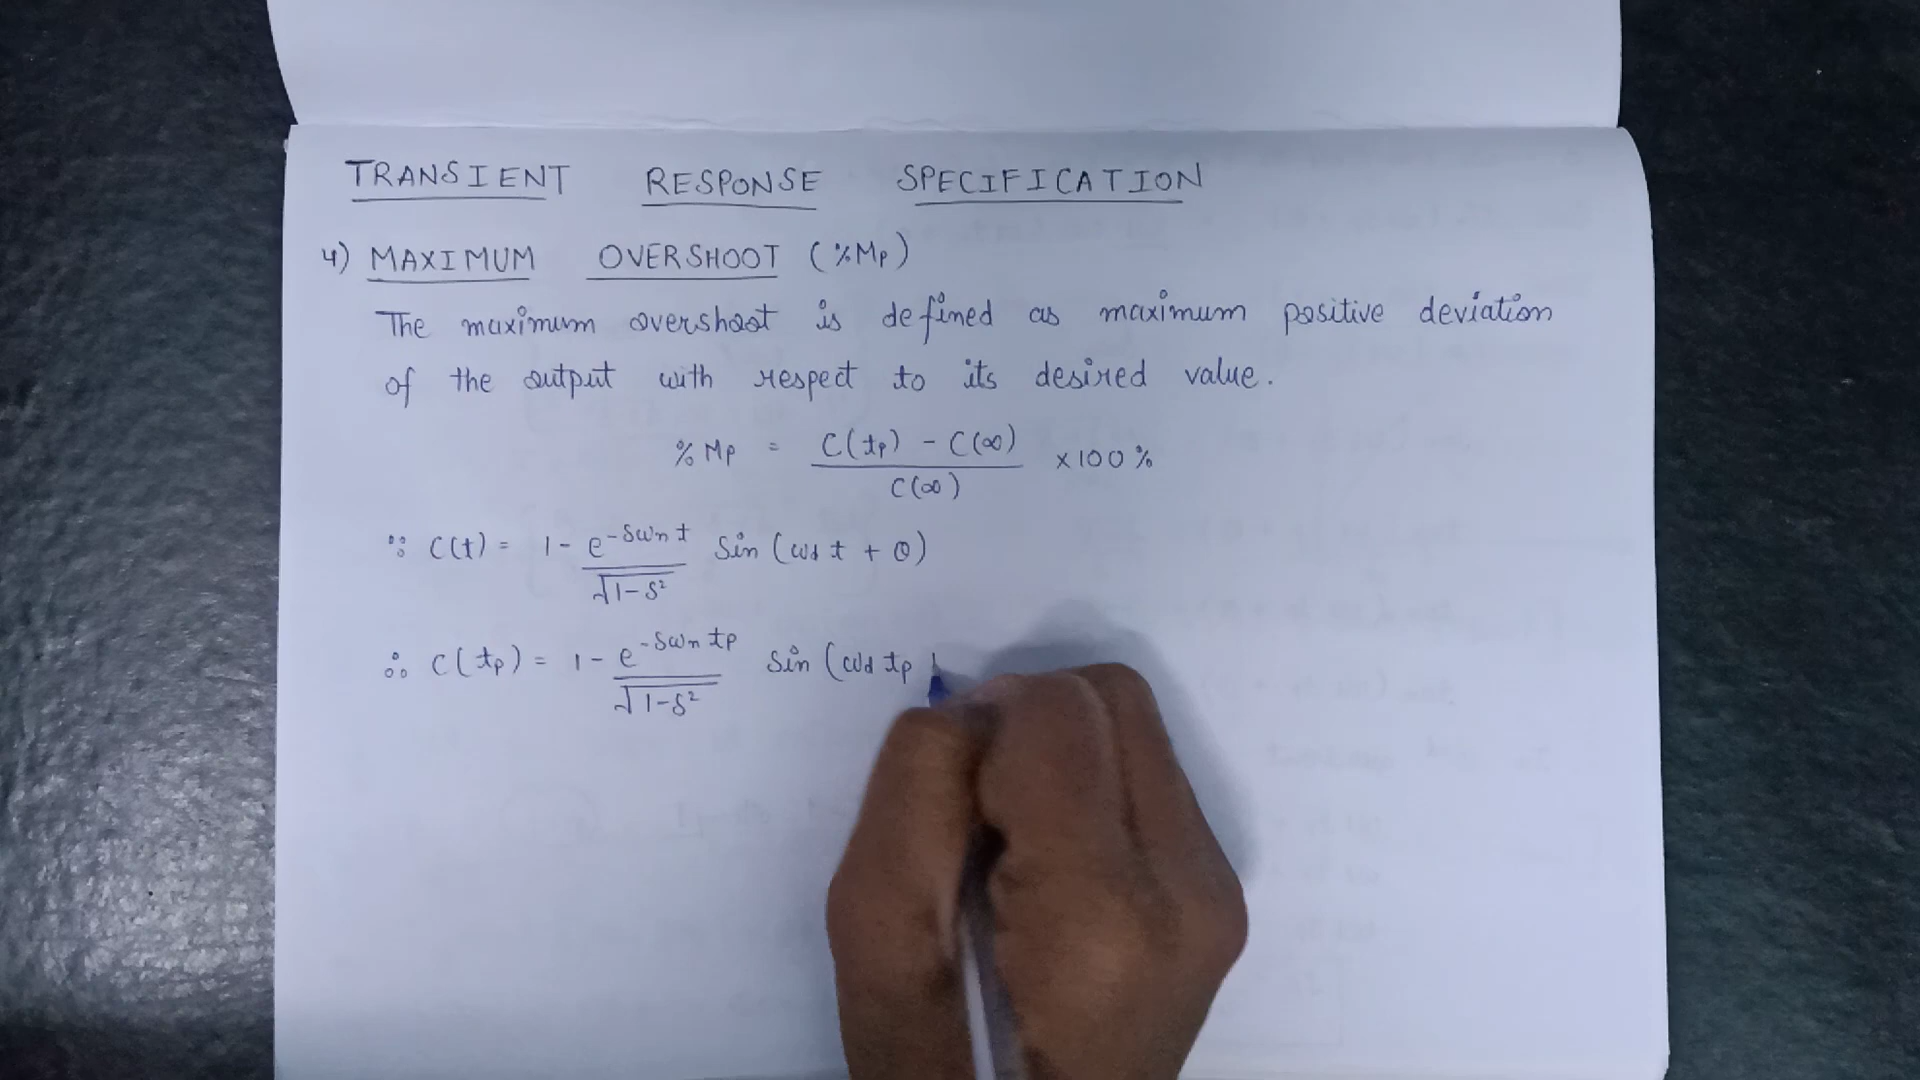 TRANSIENT RESPONSE SPECIFICATION
4) MAXIMUM OVERSHOOT (%Mp)
The maximum overshoot is defined as maximum positive deviation
of the output with respect to its desired value.
%Mp = C(tp) - C(∞) / C(∞) ×100%
∵ C(t) = 1 - e^-δωn t / √1-δ² Sin (ωd t + θ)
∴ C(tp) = 1 - e^-δωn tp / √1-δ² Sin (ωd tp